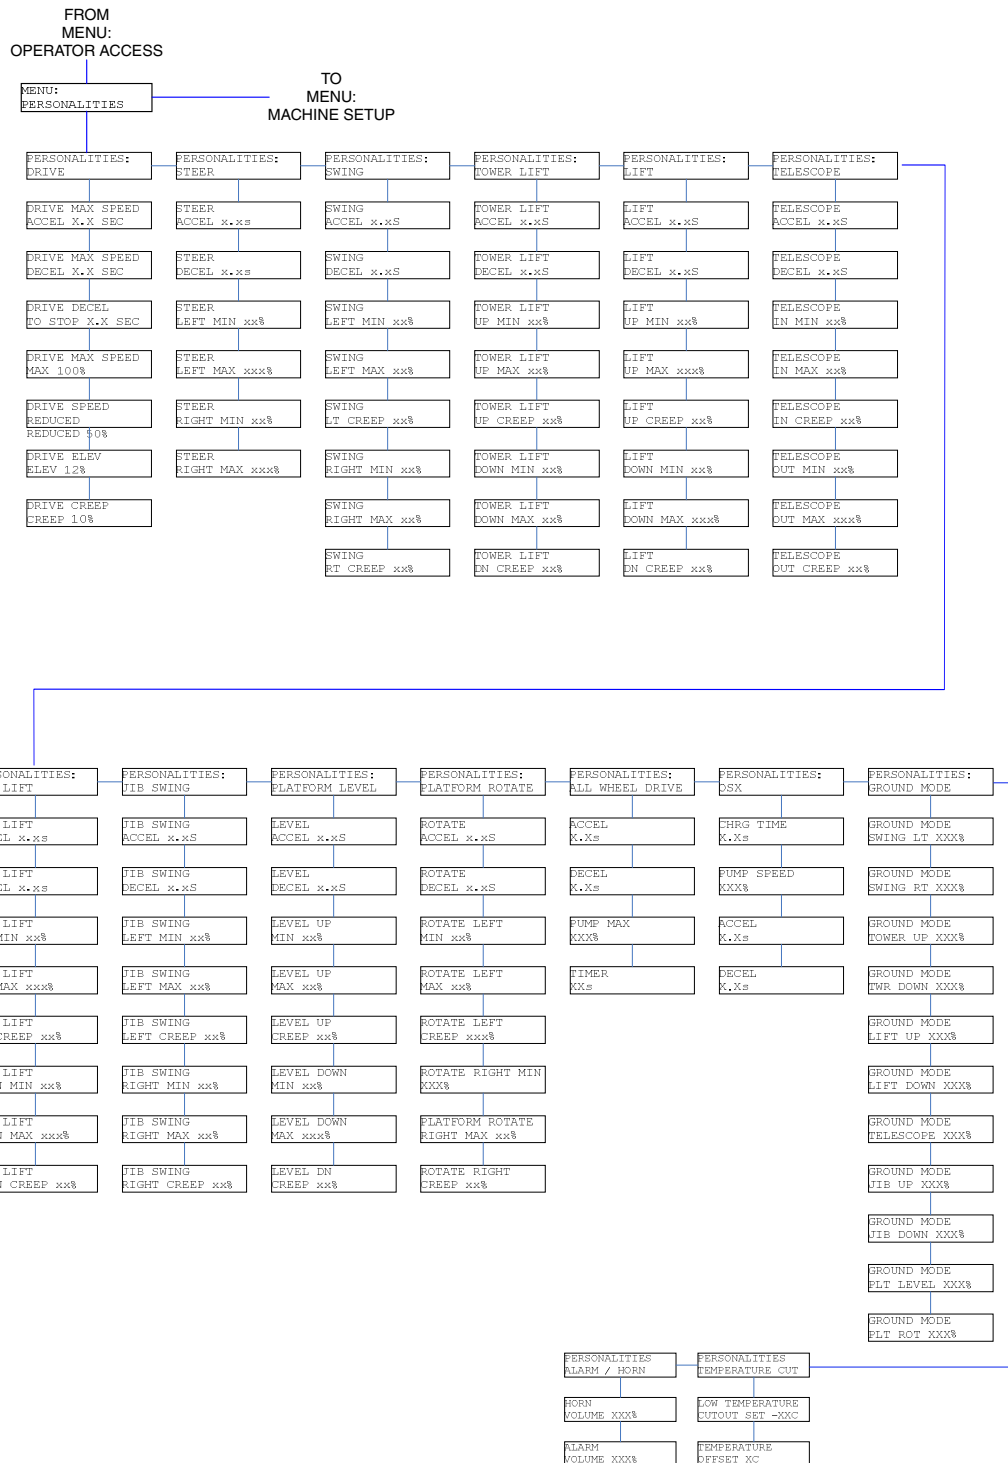 FROM
MENU:
OPERATOR ACCESS
MENU:
PERSONALITIES
TO
MENU:
MACHINE SETUP
PERSONALITIES:
DRIVE
DRIVE MAX SPEED
ACCEL X.X SEC
DRIVE MAX SPEED
DECEL X.X SEC
DRIVE DECEL
TO STOP X.X SEC
DRIVE MAX SPEED
MAX 100%
DRIVE SPEED
REDUCED
REDUCED 50%
DRIVE ELEV
ELEV 12%
DRIVE CREEP
CREEP 10%
PERSONALITIES:
STEER
STEER
ACCEL x.xs
STEER
DECEL x.xs
STEER
LEFT MIN xx%
STEER
LEFT MAX xxx%
STEER
RIGHT MIN xx%
STEER
RIGHT MAX xxx%
PERSONALITIES:
SWING
SWING
ACCEL x.xS
SWING
DECEL x.xS
SWING
LEFT MIN xx%
SWING
LEFT MAX xx%
SWING
LT CREEP xx%
SWING
RIGHT MIN xx%
SWING
RIGHT MAX xx%
SWING
RT CREEP xx%
PERSONALITIES:
TOWER LIFT
TOWER LIFT
ACCEL x.xS
TOWER LIFT
DECEL x.xS
TOWER LIFT
UP MIN xx%
TOWER LIFT
UP MAX xx%
TOWER LIFT
UP CREEP xx%
TOWER LIFT
DOWN MIN xx%
TOWER LIFT
DOWN MAX xx%
TOWER LIFT
DN CREEP xx%
PERSONALITIES:
LIFT
LIFT
ACCEL x.xS
LIFT
DECEL x.xS
LIFT
UP MIN xx%
LIFT
UP MAX xxx%
LIFT
UP CREEP xx%
LIFT
DOWN MIN xx%
LIFT
DOWN MAX xxx%
LIFT
DN CREEP xx%
PERSONALITIES:
TELESCOPE
TELESCOPE
ACCEL x.xS
TELESCOPE
DECEL x.xS
TELESCOPE
IN MIN xx%
TELESCOPE
IN MAX xx%
TELESCOPE
IN CREEP xx%
TELESCOPE
OUT MIN xx%
TELESCOPE
OUT MAX xxx%
TELESCOPE
OUT CREEP xx%
SONALITIES:
LIFT
LIFT
EL x.xS
LIFT
EL x.xs
LIFT
MIN xx%
LIFT
MAX xxx%
LIFT
CREEP xx%
LIFT
N MIN xx%
LIFT
N MAX xxx%
LIFT
N CREEP xx%
PERSONALITIES:
JIB SWING
JIB SWING
ACCEL x.xS
JIB SWING
DECEL x.xS
JIB SWING
LEFT MIN xx%
JIB SWING
LEFT MAX xx%
JIB SWING
LEFT CREEP xx%
JIB SWING
RIGHT MIN xx%
JIB SWING
RIGHT MAX xx%
JIB SWING
RIGHT CREEP xx%
PERSONALITIES:
PLATFORM LEVEL
LEVEL
ACCEL x.xS
LEVEL
DECEL x.xS
LEVEL UP
MIN xx%
LEVEL UP
MAX xx%
LEVEL UP
CREEP xx%
LEVEL DOWN
MIN xx%
LEVEL DOWN
MAX xxx%
LEVEL DN
CREEP xx%
PERSONALITIES:
PLATFORM ROTATE
ROTATE
ACCEL x.xS
ROTATE
DECEL x.xS
ROTATE LEFT
MIN xx%
ROTATE LEFT
MAX xx%
ROTATE LEFT
CREEP xxx%
ROTATE RIGHT MIN
XXX%
PLATFORM ROTATE
RIGHT MAX xx%
ROTATE RIGHT
CREEP xx%
PERSONALITIES:
ALL WHEEL DRIVE
ACCEL
X.Xs
DECEL
X.Xs
PUMP MAX
XXX%
TIMER
XXs
PERSONALITIES:
OSX
CHRG TIME
X.Xs
PUMP SPEED
XXX%
ACCEL
X.Xs
DECEL
X.Xs
PERSONALITIES:
GROUND MODE
GROUND MODE
SWING LT XXX%
GROUND MODE
SWING RT XXX%
GROUND MODE
TOWER UP XXX%
GROUND MODE
TWR DOWN XXX%
GROUND MODE
LIFT UP XXX%
GROUND MODE
LIFT DOWN XXX%
GROUND MODE
TELESCOPE XXX%
GROUND MODE
JIB UP XXX%
GROUND MODE
JIB DOWN XXX%
GROUND MODE
PLT LEVEL XXX%
GROUND MODE
PLT ROT XXX%
PERSONALITIES
ALARM / HORN
HORN
VOLUME XXX%
ALARM
VOLUME XXX%
PERSONALITIES
TEMPERATURE CUT
LOW TEMPERATURE
CUTOUT SET -XXC
TEMPERATURE
OFFSET XC